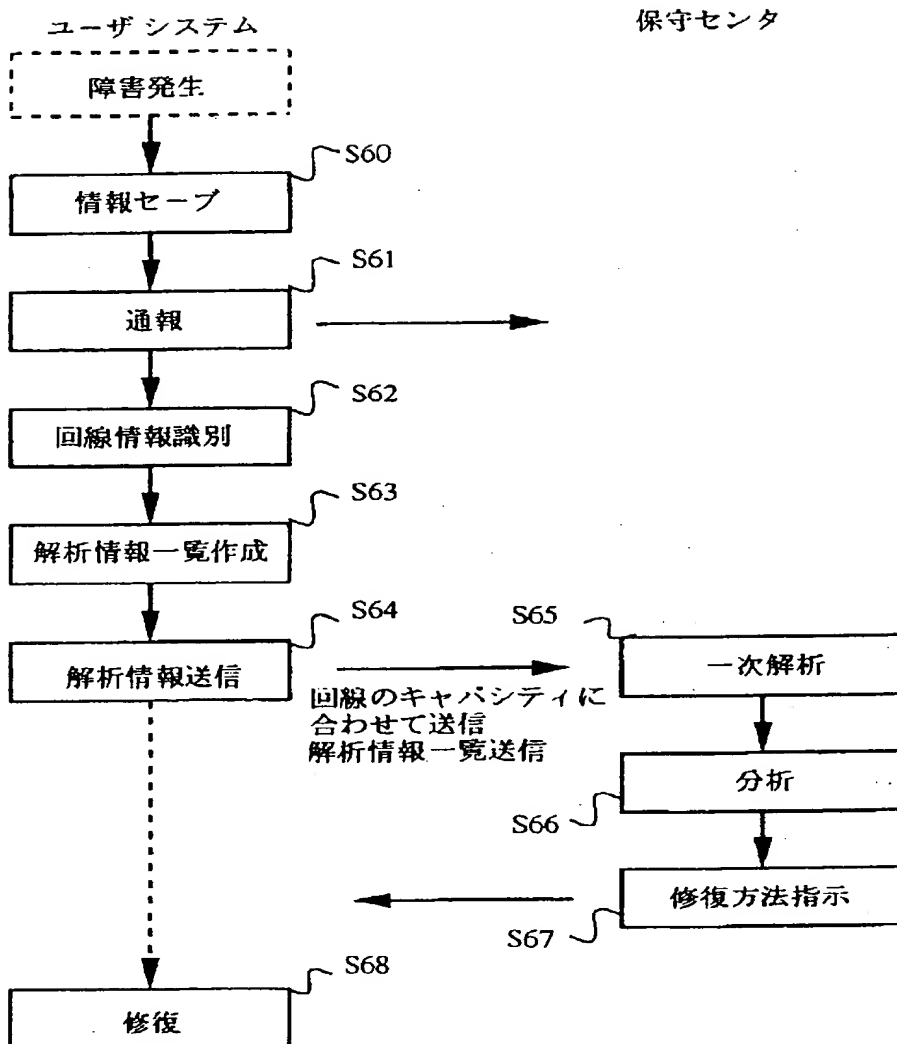 ユーザ システム
保守センタ
障害発生
S60
情報セーブ
S61
通報
S62
回線情報識別
S63
解析情報一覧作成
S64
解析情報送信
回線のキャパシティに
合わせて送信
解析情報一覧送信
S65
一次解析
分析
S66
修復方法指示
S67
S68
修復